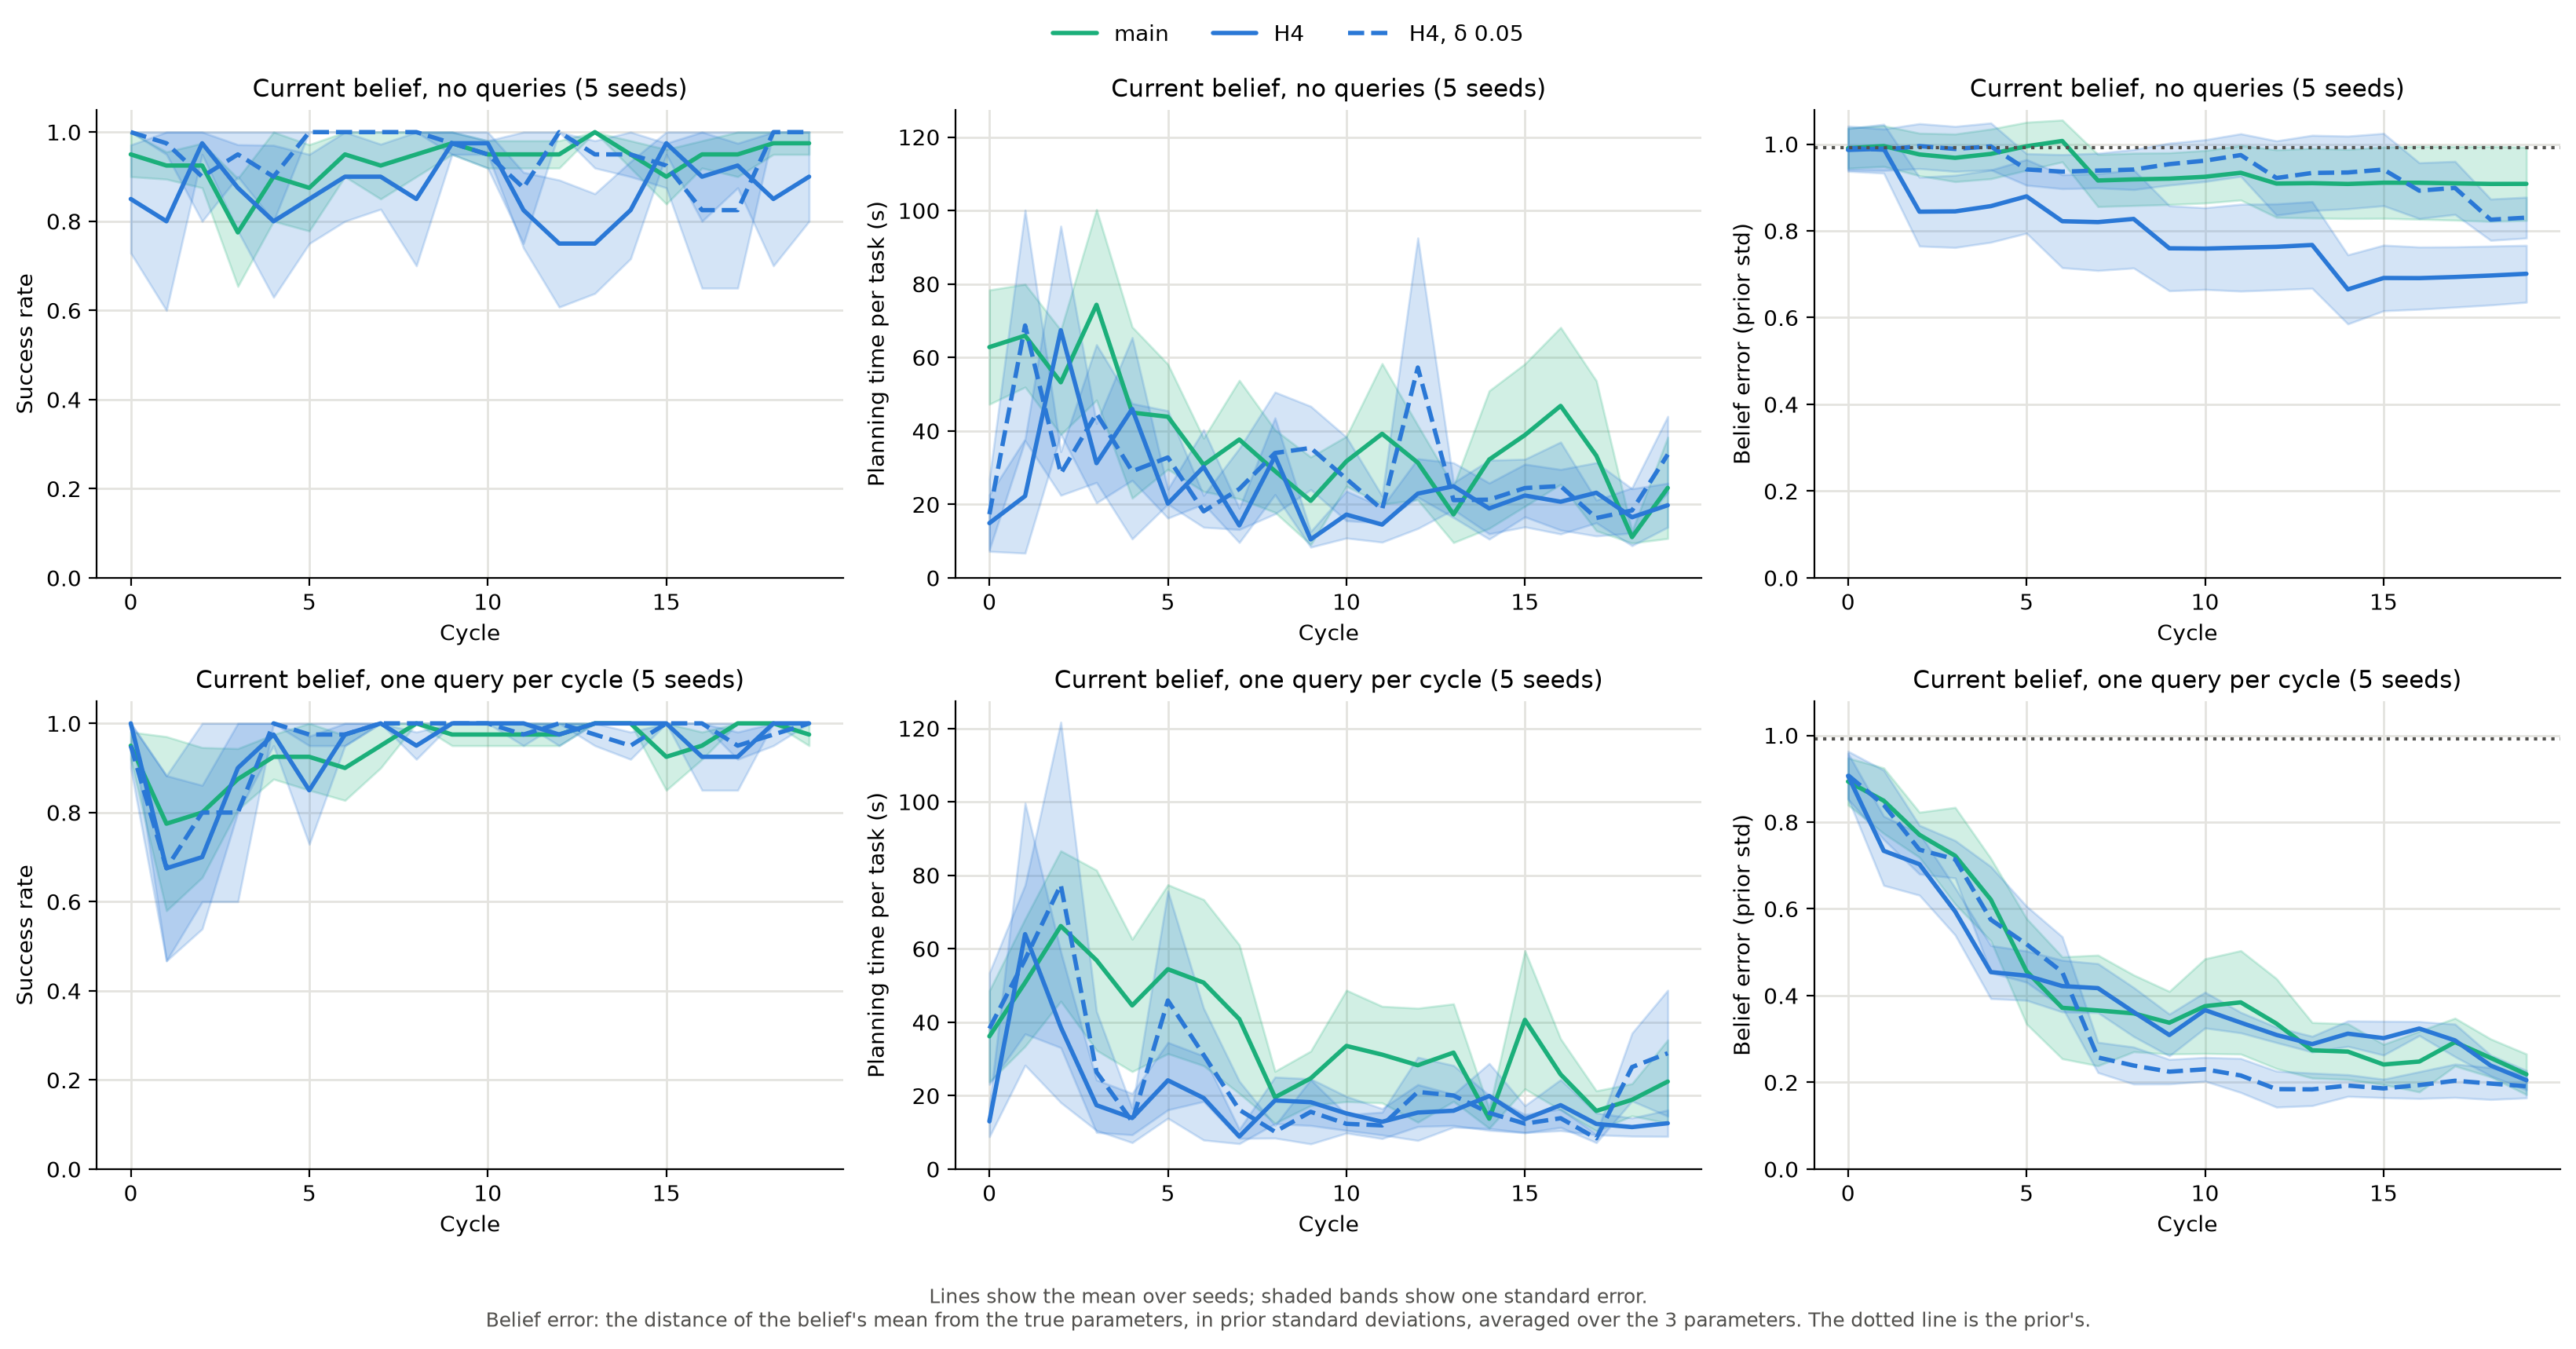 main H4 H4, δ 0.05
Current belief, no queries (5 seeds)
Success rate
1.0
0.8
0.6
0.4
0.2
0.0
0 5 10 15
Cycle
Current belief, no queries (5 seeds)
Planning time per task (s)
120
100
80
60
40
20
0
0 5 10 15
Cycle
Current belief, no queries (5 seeds)
Belief error (prior std)
1.0
0.8
0.6
0.4
0.2
0.0
0 5 10 15
Cycle
Current belief, one query per cycle (5 seeds)
Success rate
1.0
0.8
0.6
0.4
0.2
0.0
0 5 10 15
Cycle
Current belief, one query per cycle (5 seeds)
Planning time per task (s)
120
100
80
60
40
20
0
0 5 10 15
Cycle
Current belief, one query per cycle (5 seeds)
Belief error (prior std)
1.0
0.8
0.6
0.4
0.2
0.0
0 5 10 15
Cycle
Lines show the mean over seeds; shaded bands show one standard error.
Belief error: the distance of the belief's mean from the true parameters, in prior standard deviations, averaged over the 3 parameters. The dotted line is the prior's.